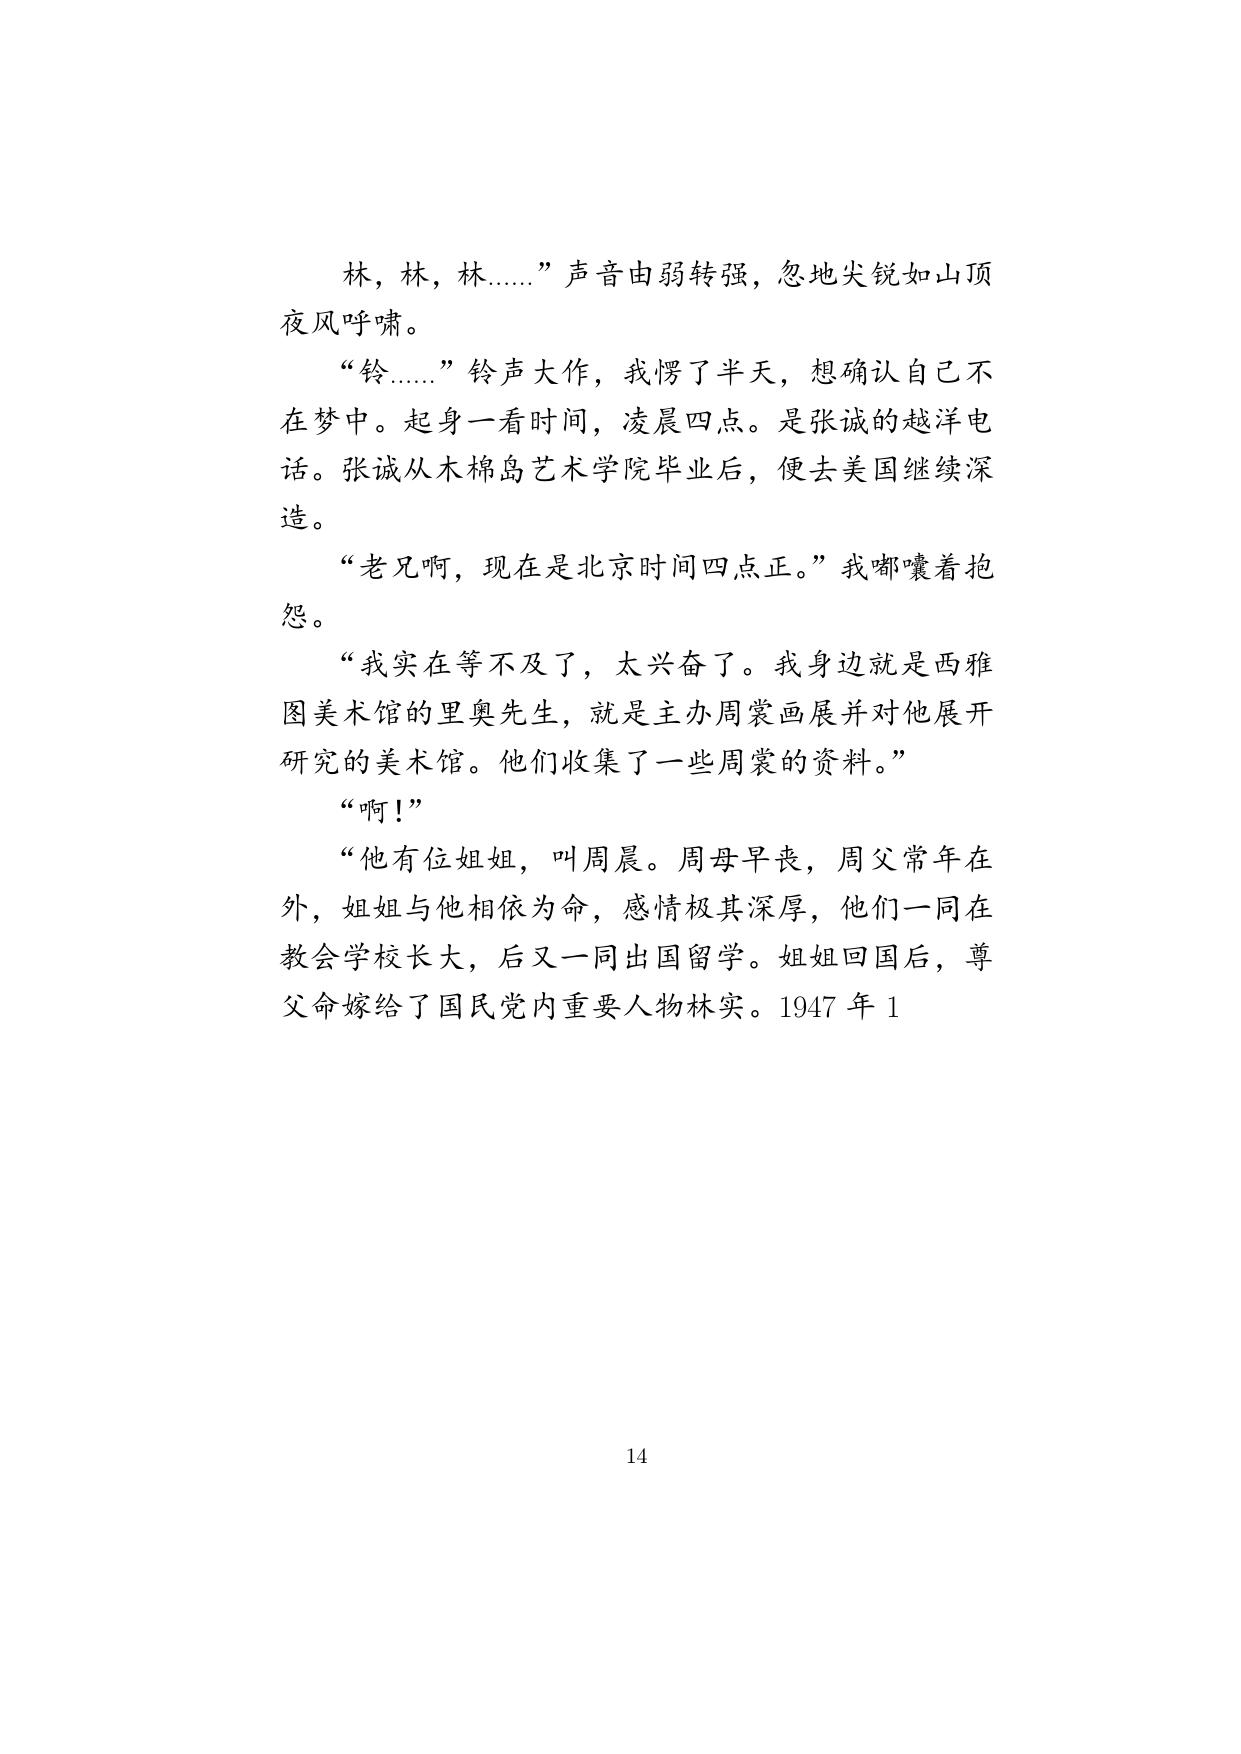 林，林，林......”声音由弱转强，忽地尖锐如山顶
夜风呼啸。
“铃......”铃声大作，我愣了半天，想确认自己不
在梦中。起身一看时间，凌晨四点。是张诚的越洋电
话。张诚从木棉岛艺术学院毕业后，便去美国继续深
造。
“老兄啊，现在是北京时间四点正。”我嘟囔着抱
怨。
“我实在等不及了，太兴奋了。我身边就是西雅
图美术馆的里奥先生，就是主办周裳画展并对他展开
研究的美术馆。他们收集了一些周裳的资料。”
“啊！”
“他有位姐姐，叫周晨。周母早丧，周父常年在
外，姐姐与他相依为命，感情极其深厚，他们一同在
教会学校长大，后又一同出国留学。姐姐回国后，尊
父命嫁给了国民党内重要人物林实。1947 年 1
14